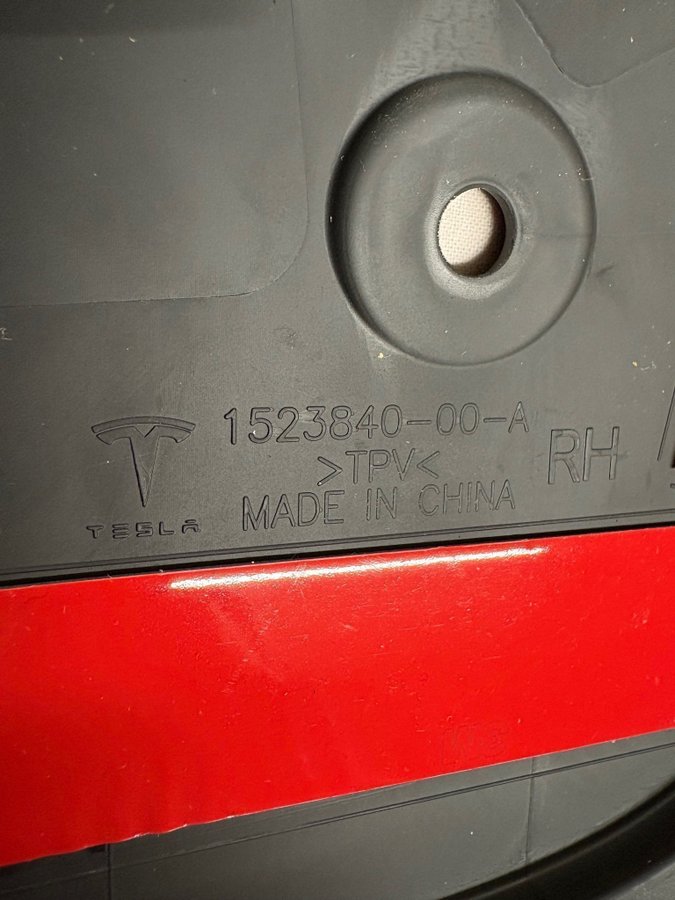 1523840-00-A
>TPV<
RH
MADE IN CHINA
TESLA